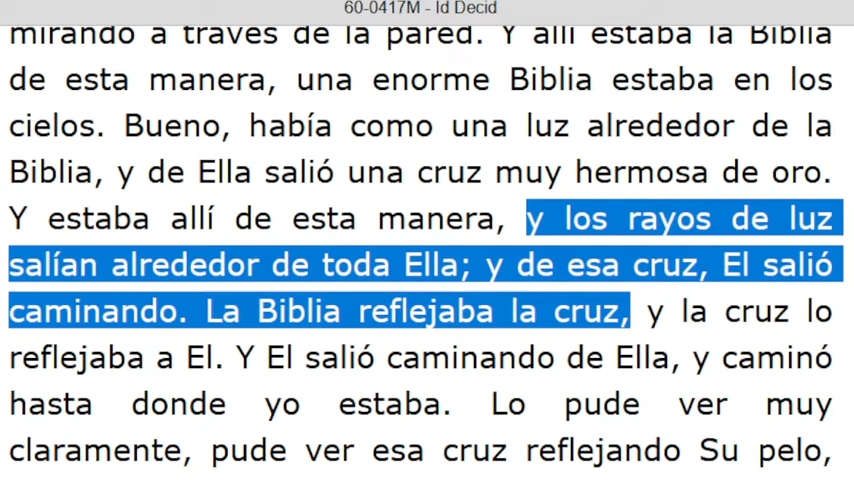 60-0417M - Id Decid
mirando a través de la pared. Y allí estaba la Biblia
de esta manera, una enorme Biblia estaba en los
cielos. Bueno, había como una luz alrededor de la
Biblia, y de Ella salió una cruz muy hermosa de oro.
Y estaba allí de esta manera, y los rayos de luz
salían alrededor de toda Ella; y de esa cruz, El salió
caminando. La Biblia reflejaba la cruz, y la cruz lo
reflejaba a El. Y El salió caminando de Ella, y caminó
hasta donde yo estaba. Lo pude ver muy
claramente, pude ver esa cruz reflejando Su pelo,